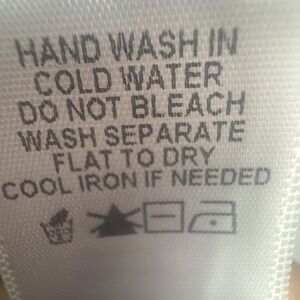 HAND WASH IN
COLD WATER
DO NOT BLEACH
WASH SEPARATE
FLAT TO DRY
COOL IRON IF NEEDED